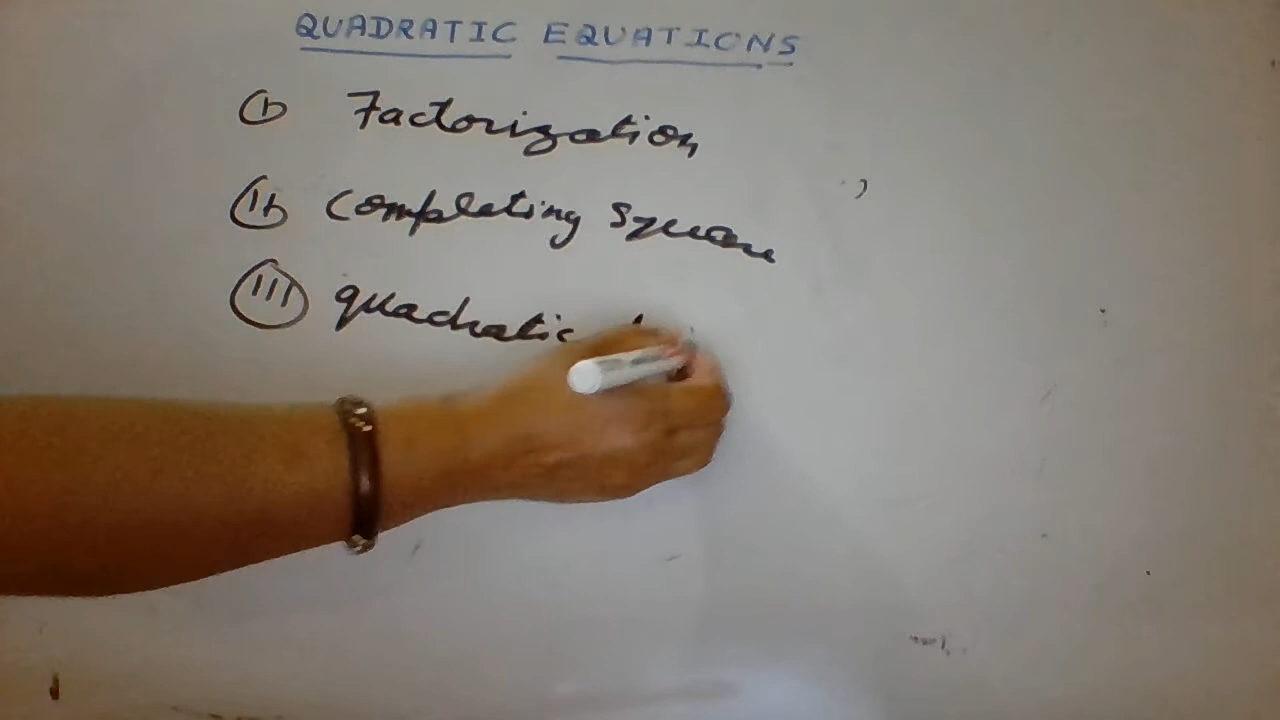 QUADRATIC EQUATIONS
(I) Factorization
(II) Completing Square
(III) quadratic